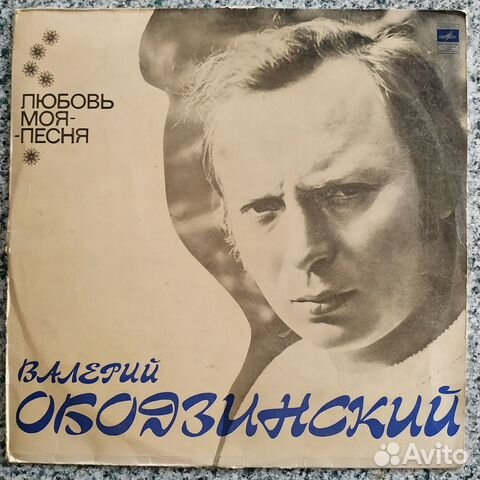 ЛЮБОВЬ
МОЯ-
-ПЕСНЯ
ВАЛЕРИЙ
ОБОДЗИНСКИЙ
Avito